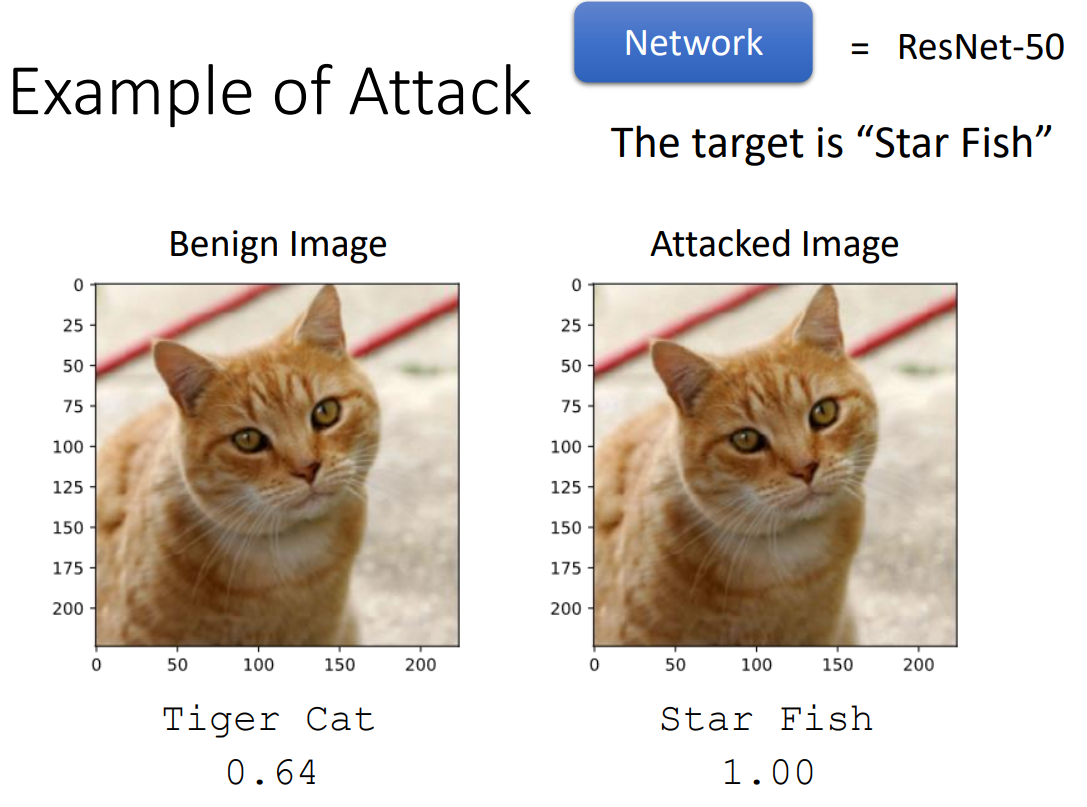 Example of Attack
Network = ResNet-50
The target is “Star Fish”
Benign Image
0
25
50
75
100
125
150
175
200
0 50 100 150 200
Tiger Cat
0.64
Attacked Image
0
25
50
75
100
125
150
175
200
0 50 100 150 200
Star Fish
1.00